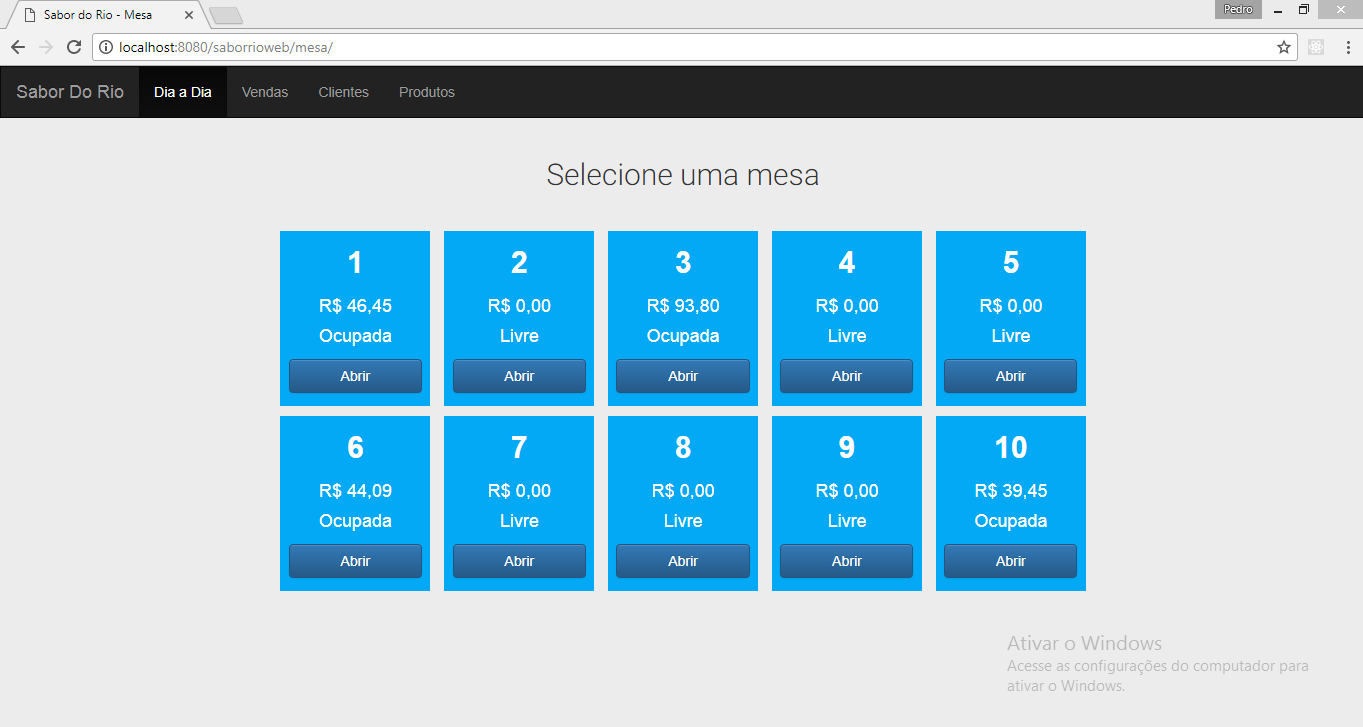 Sabor do Rio - Mesa
Pedro
localhost:8080/saborrioweb/mesa/
Sabor Do Rio Dia a Dia Vendas Clientes Produtos
Selecione uma mesa
1 2 3 4 5
R$ 46,45 R$ 0,00 R$ 93,80 R$ 0,00 R$ 0,00
Ocupada Livre Ocupada Livre Livre
Abrir Abrir Abrir Abrir Abrir
6 7 8 9 10
R$ 44,09 R$ 0,00 R$ 0,00 R$ 0,00 R$ 39,45
Ocupada Livre Livre Livre Ocupada
Abrir Abrir Abrir Abrir Abrir
Ativar o Windows
Acesse as configurações do computador para
ativar o Windows.